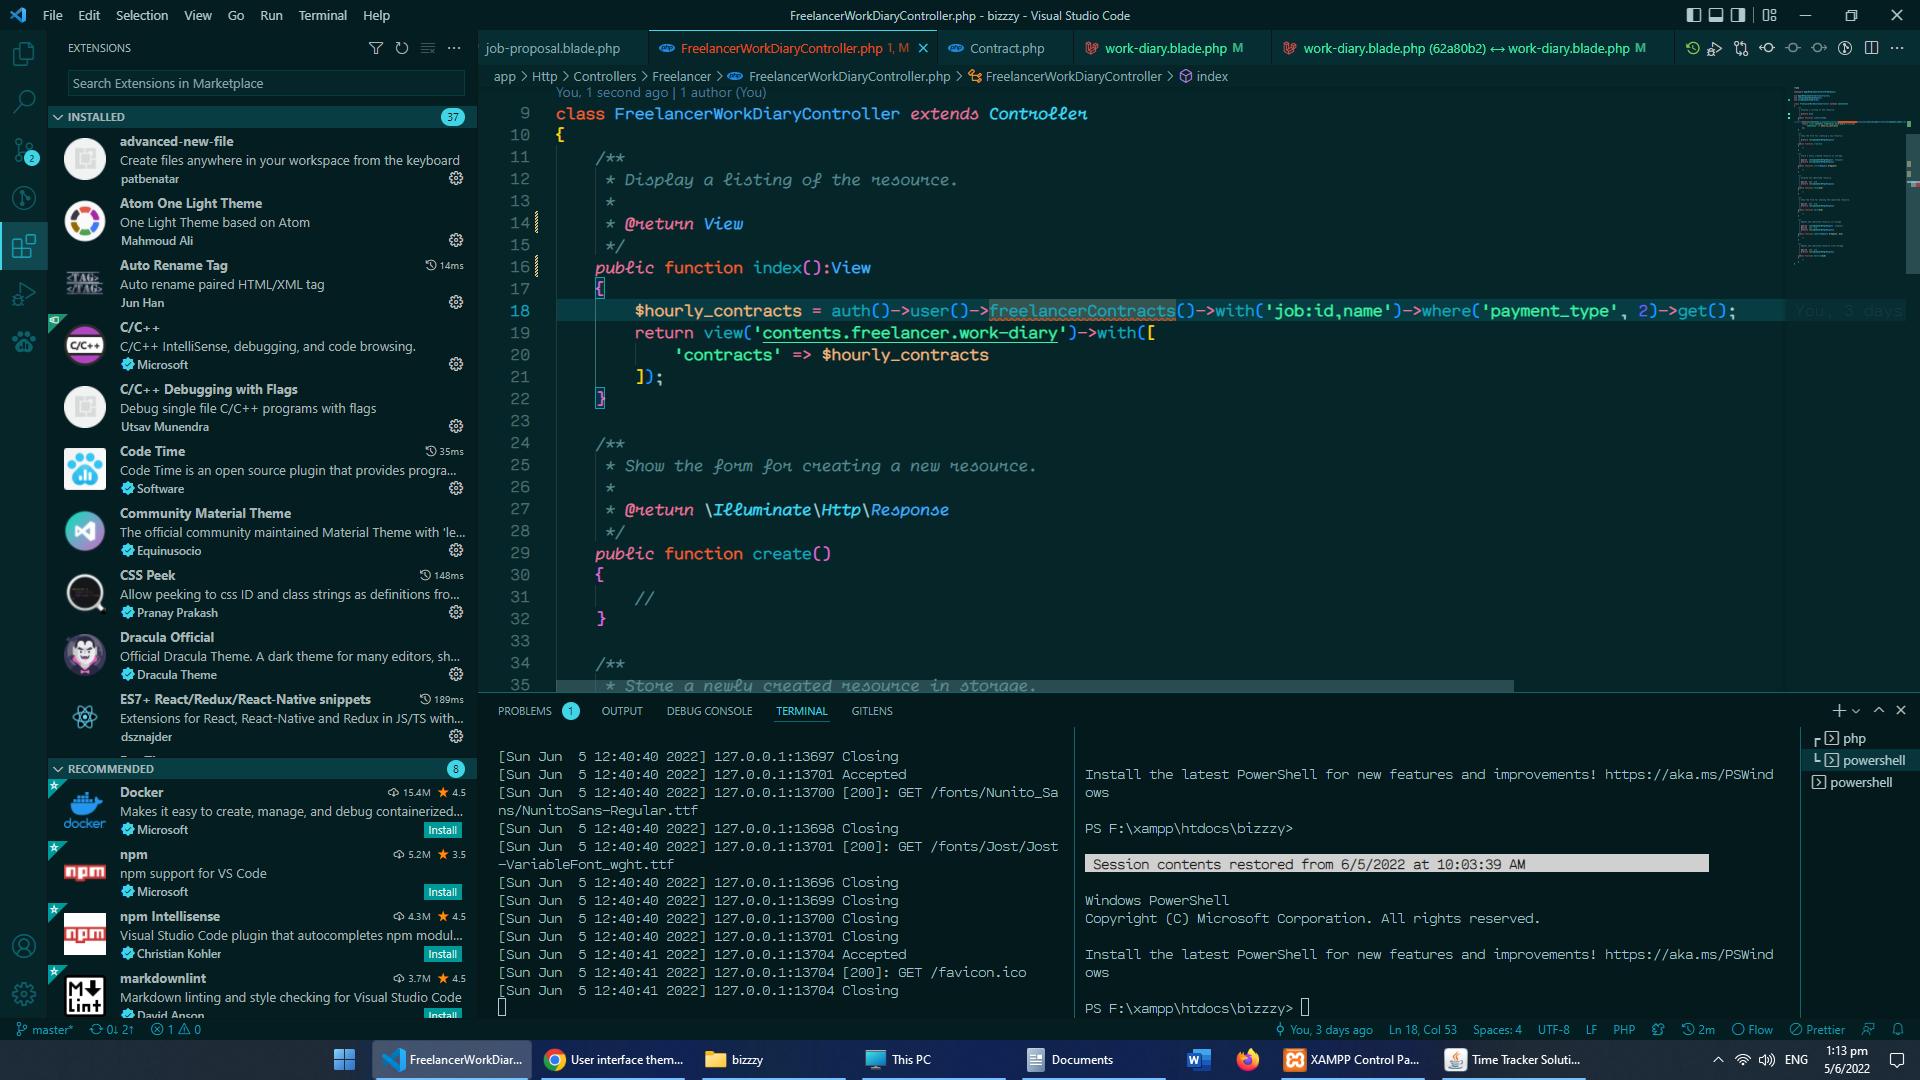 File Edit Selection View Go Run Terminal Help
FreelancerWorkDiaryController.php - bizzzy - Visual Studio Code
EXTENSIONS
Search Extensions in Marketplace
INSTALLED 37
advanced-new-file
Create files anywhere in your workspace from the keyboard
patbenatar
Atom One Light Theme
One Light Theme based on Atom
Mahmoud Ali
Auto Rename Tag 14ms
Auto rename paired HTML/XML tag
Jun Han
C/C++
C/C++ IntelliSense, debugging, and code browsing.
Microsoft
C/C++ Debugging with Flags
Debug single file C/C++ programs with flags
Utsav Munendra
Code Time 35ms
Code Time is an open source plugin that provides progra...
Software
Community Material Theme
The official community maintained Material Theme with 'le...
Equinusocio
CSS Peek 148ms
Allow peeking to css ID and class strings as definitions fro...
Pranay Prakash
Dracula Official
Official Dracula Theme. A dark theme for many editors, sh...
Dracula Theme
ES7+ React/Redux/React-Native snippets 189ms
Extensions for React, React-Native and Redux in JS/TS with...
dsznajder
RECOMMENDED 8
Docker 15.4M 4.5
Makes it easy to create, manage, and debug containerized...
Microsoft Install
npm 5.2M 3.5
npm support for VS Code
Microsoft Install
npm Intellisense 4.3M 4.5
Visual Studio Code plugin that autocompletes npm modul...
Christian Kohler Install
markdownlint 3.7M 4.5
Markdown linting and style checking for Visual Studio Code
David Anson Install
job-proposal.blade.php FreelancerWorkDiaryController.php 1, M Contract.php work-diary.blade.php M work-diary.blade.php (62a80b2) ↔ work-diary.blade.php M
app > Http > Controllers > Freelancer > FreelancerWorkDiaryController.php > FreelancerWorkDiaryController > index
You, 1 second ago | 1 author (You)
9 class FreelancerWorkDiaryController extends Controller
10 {
11 /**
12 * Display a listing of the resource.
13 *
14 * @return View
15 */
16 public function index():View
17 {
18 $hourly_contracts = auth()->user()->freelancerContracts()->with('job:id,name')->where('payment_type', 2)->get(); You, 3 days
19 return view('contents.freelancer.work-diary')->with([
20 'contracts' => $hourly_contracts
21 ]);
22 }
23
24 /**
25 * Show the form for creating a new resource.
26 *
27 * @return \Illuminate\Http\Response
28 */
29 public function create()
30 {
31 //
32 }
33
34 /**
35 * Store a newly created resource in storage.
PROBLEMS 1 OUTPUT DEBUG CONSOLE TERMINAL GITLENS
[Sun Jun 5 12:40:40 2022] 127.0.0.1:13697 Closing
[Sun Jun 5 12:40:40 2022] 127.0.0.1:13701 Accepted
[Sun Jun 5 12:40:40 2022] 127.0.0.1:13700 [200]: GET /fonts/Nunito_Sa
ns/NunitoSans-Regular.ttf
[Sun Jun 5 12:40:40 2022] 127.0.0.1:13698 Closing
[Sun Jun 5 12:40:40 2022] 127.0.0.1:13701 [200]: GET /fonts/Jost/Jost
-VariableFont_wght.ttf
[Sun Jun 5 12:40:40 2022] 127.0.0.1:13696 Closing
[Sun Jun 5 12:40:40 2022] 127.0.0.1:13699 Closing
[Sun Jun 5 12:40:40 2022] 127.0.0.1:13700 Closing
[Sun Jun 5 12:40:40 2022] 127.0.0.1:13701 Closing
[Sun Jun 5 12:40:41 2022] 127.0.0.1:13704 Accepted
[Sun Jun 5 12:40:41 2022] 127.0.0.1:13704 [200]: GET /favicon.ico
[Sun Jun 5 12:40:41 2022] 127.0.0.1:13704 Closing
Install the latest PowerShell for new features and improvements! https://aka.ms/PSWind
ows
PS F:\xampp\htdocs\bizzzy>
Session contents restored from 6/5/2022 at 10:03:39 AM
Windows PowerShell
Copyright (C) Microsoft Corporation. All rights reserved.
Install the latest PowerShell for new features and improvements! https://aka.ms/PSWind
ows
PS F:\xampp\htdocs\bizzzy>
php
powershell
powershell
2
master* 0↓ 2↑ 1 0
You, 3 days ago Ln 18, Col 53 Spaces: 4 UTF-8 LF PHP 2m Flow Prettier
FreelancerWorkDiar... User interface them... bizzzy This PC Documents XAMPP Control Pa... Time Tracker Soluti...
ENG 1:13 pm
5/6/2022